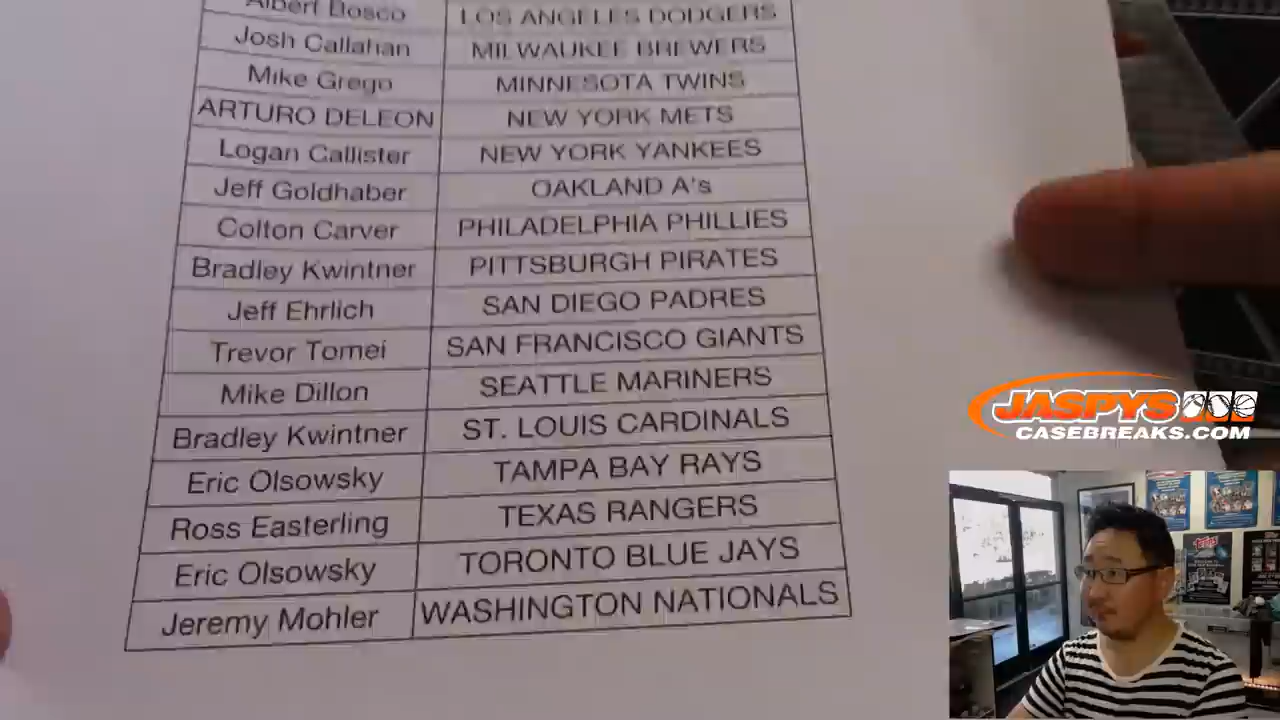 Albert Bosco LOS ANGELES DODGERS
Josh Callahan MILWAUKEE BREWERS
Mike Grego MINNESOTA TWINS
ARTURO DELEON NEW YORK METS
Logan Callister NEW YORK YANKEES
Jeff Goldhaber OAKLAND A's
Colton Carver PHILADELPHIA PHILLIES
Bradley Kwintner PITTSBURGH PIRATES
Jeff Ehrlich SAN DIEGO PADRES
Trevor Tomei SAN FRANCISCO GIANTS
Mike Dillon SEATTLE MARINERS
Bradley Kwintner ST. LOUIS CARDINALS
Eric Olsowsky TAMPA BAY RAYS
Ross Easterling TEXAS RANGERS
Eric Olsowsky TORONTO BLUE JAYS
Jeremy Mohler WASHINGTON NATIONALS
JASPYS
CASEBREAKS.COM
topps